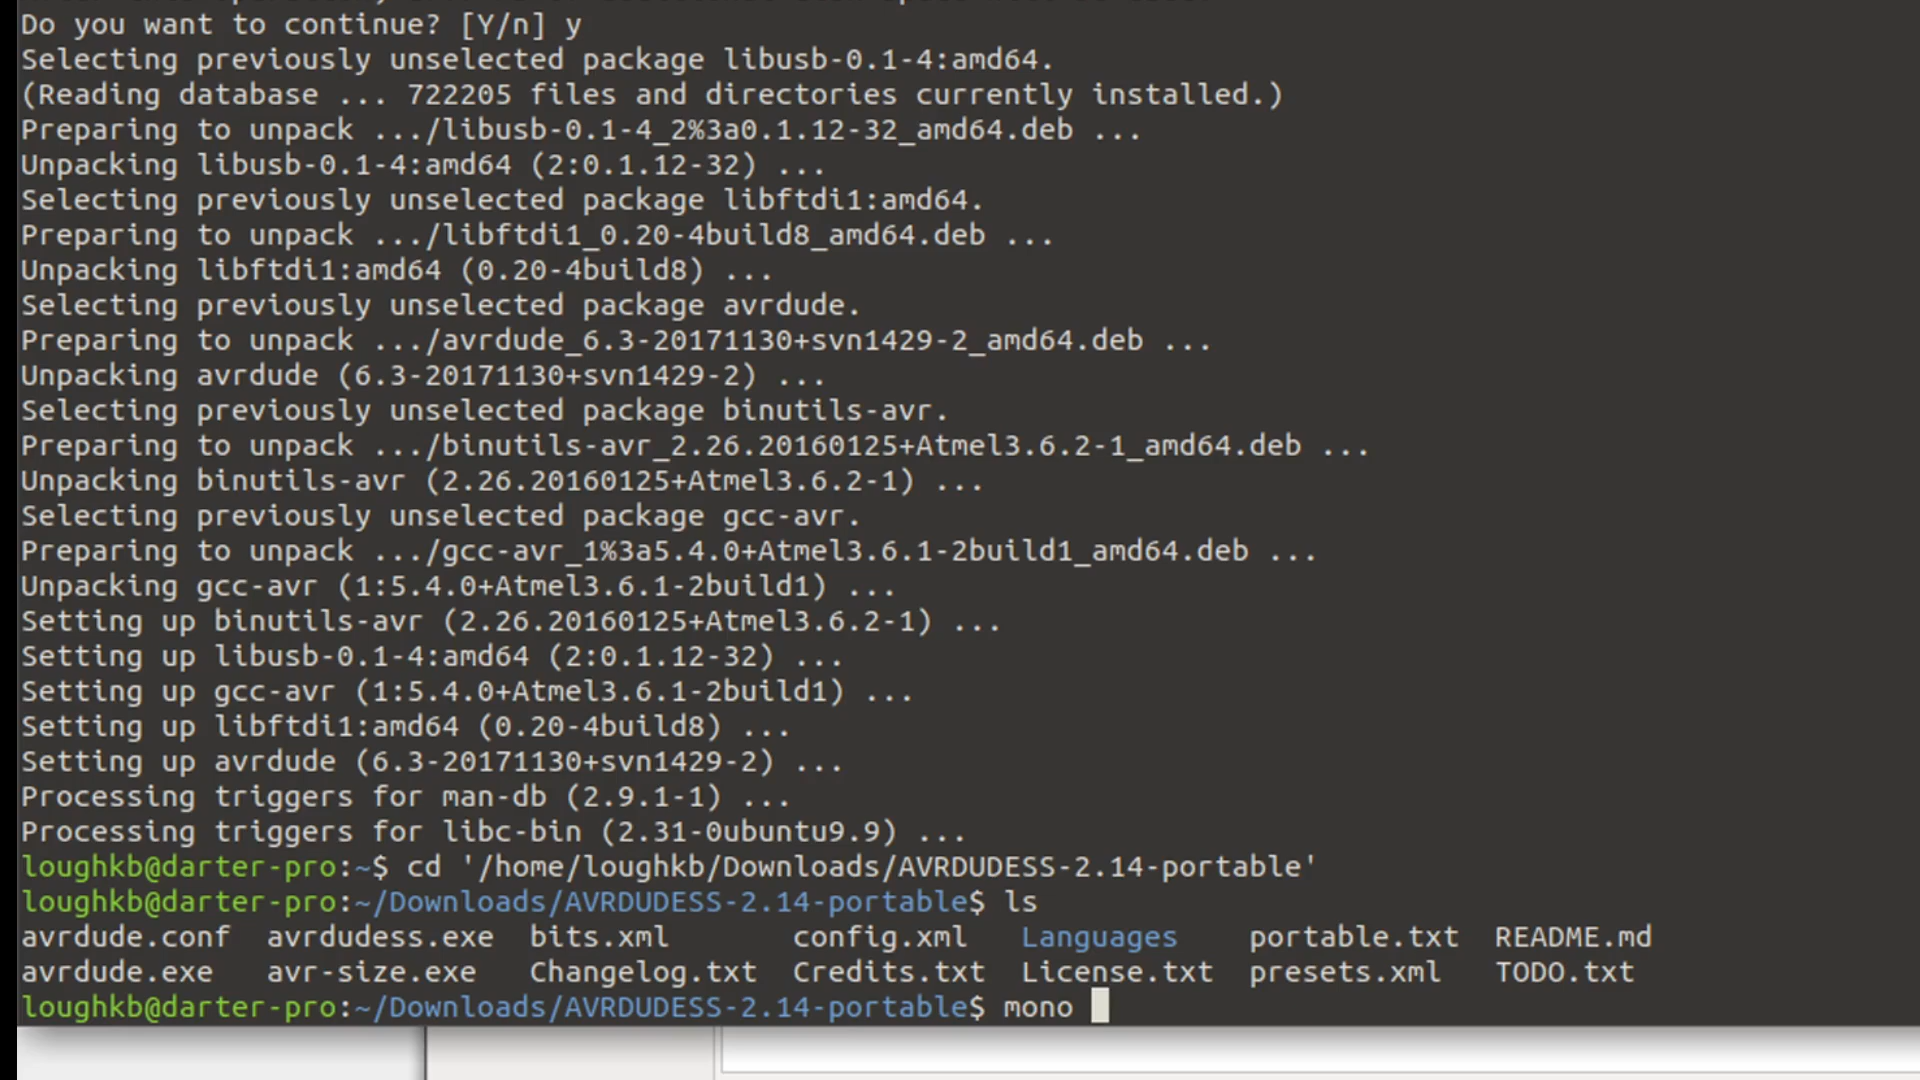 Do you want to continue? [Y/n] y
Selecting previously unselected package libusb-0.1-4:amd64.
(Reading database ... 722205 files and directories currently installed.)
Preparing to unpack .../libusb-0.1-4_2%3a0.1.12-32_amd64.deb ...
Unpacking libusb-0.1-4:amd64 (2:0.1.12-32) ...
Selecting previously unselected package libftdi1:amd64.
Preparing to unpack .../libftdi1_0.20-4build8_amd64.deb ...
Unpacking libftdi1:amd64 (0.20-4build8) ...
Selecting previously unselected package avrdude.
Preparing to unpack .../avrdude_6.3-20171130+svn1429-2_amd64.deb ...
Unpacking avrdude (6.3-20171130+svn1429-2) ...
Selecting previously unselected package binutils-avr.
Preparing to unpack .../binutils-avr_2.26.20160125+Atmel3.6.2-1_amd64.deb ...
Unpacking binutils-avr (2.26.20160125+Atmel3.6.2-1) ...
Selecting previously unselected package gcc-avr.
Preparing to unpack .../gcc-avr_1%3a5.4.0+Atmel3.6.1-2build1_amd64.deb ...
Unpacking gcc-avr (1:5.4.0+Atmel3.6.1-2build1) ...
Setting up binutils-avr (2.26.20160125+Atmel3.6.2-1) ...
Setting up libusb-0.1-4:amd64 (2:0.1.12-32) ...
Setting up gcc-avr (1:5.4.0+Atmel3.6.1-2build1) ...
Setting up libftdi1:amd64 (0.20-4build8) ...
Setting up avrdude (6.3-20171130+svn1429-2) ...
Processing triggers for man-db (2.9.1-1) ...
Processing triggers for libc-bin (2.31-0ubuntu9.9) ...
loughkb@darter-pro:~$ cd '/home/loughkb/Downloads/AVRDUDESS-2.14-portable'
loughkb@darter-pro:~/Downloads/AVRDUDESS-2.14-portable$ ls
avrdude.conf avrdudess.exe bits.xml config.xml Languages portable.txt README.md
avrdude.exe avr-size.exe Changelog.txt Credits.txt License.txt presets.xml TODO.txt
loughkb@darter-pro:~/Downloads/AVRDUDESS-2.14-portable$ mono